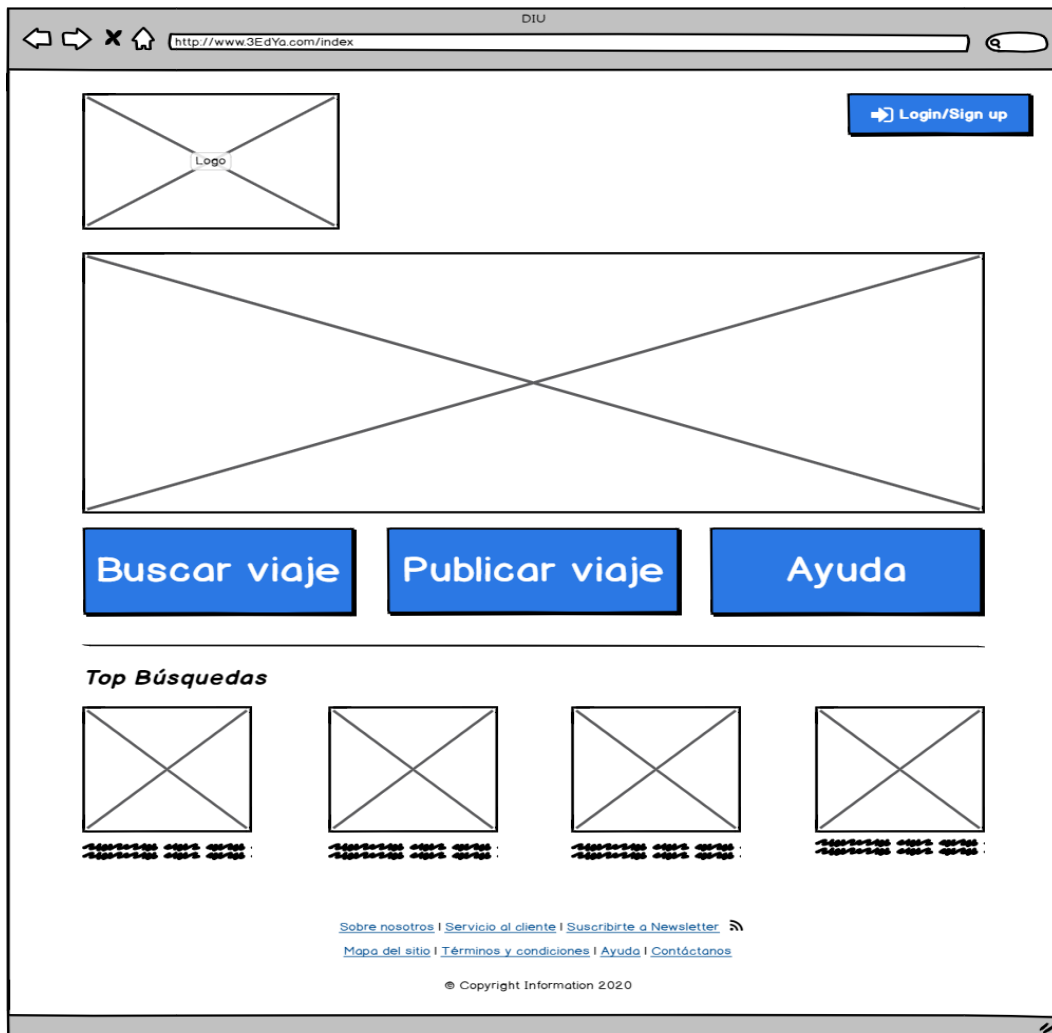 DIU
http://www.3EdYa.com/index
Login/Sign up
Logo
Buscar viaje
Publicar viaje
Ayuda
Top Búsquedas
Sobre nosotros | Servicio al cliente | Suscribirte a Newsletter
Mapa del sitio | Términos y condiciones | Ayuda | Contáctanos
© Copyright Information 2020